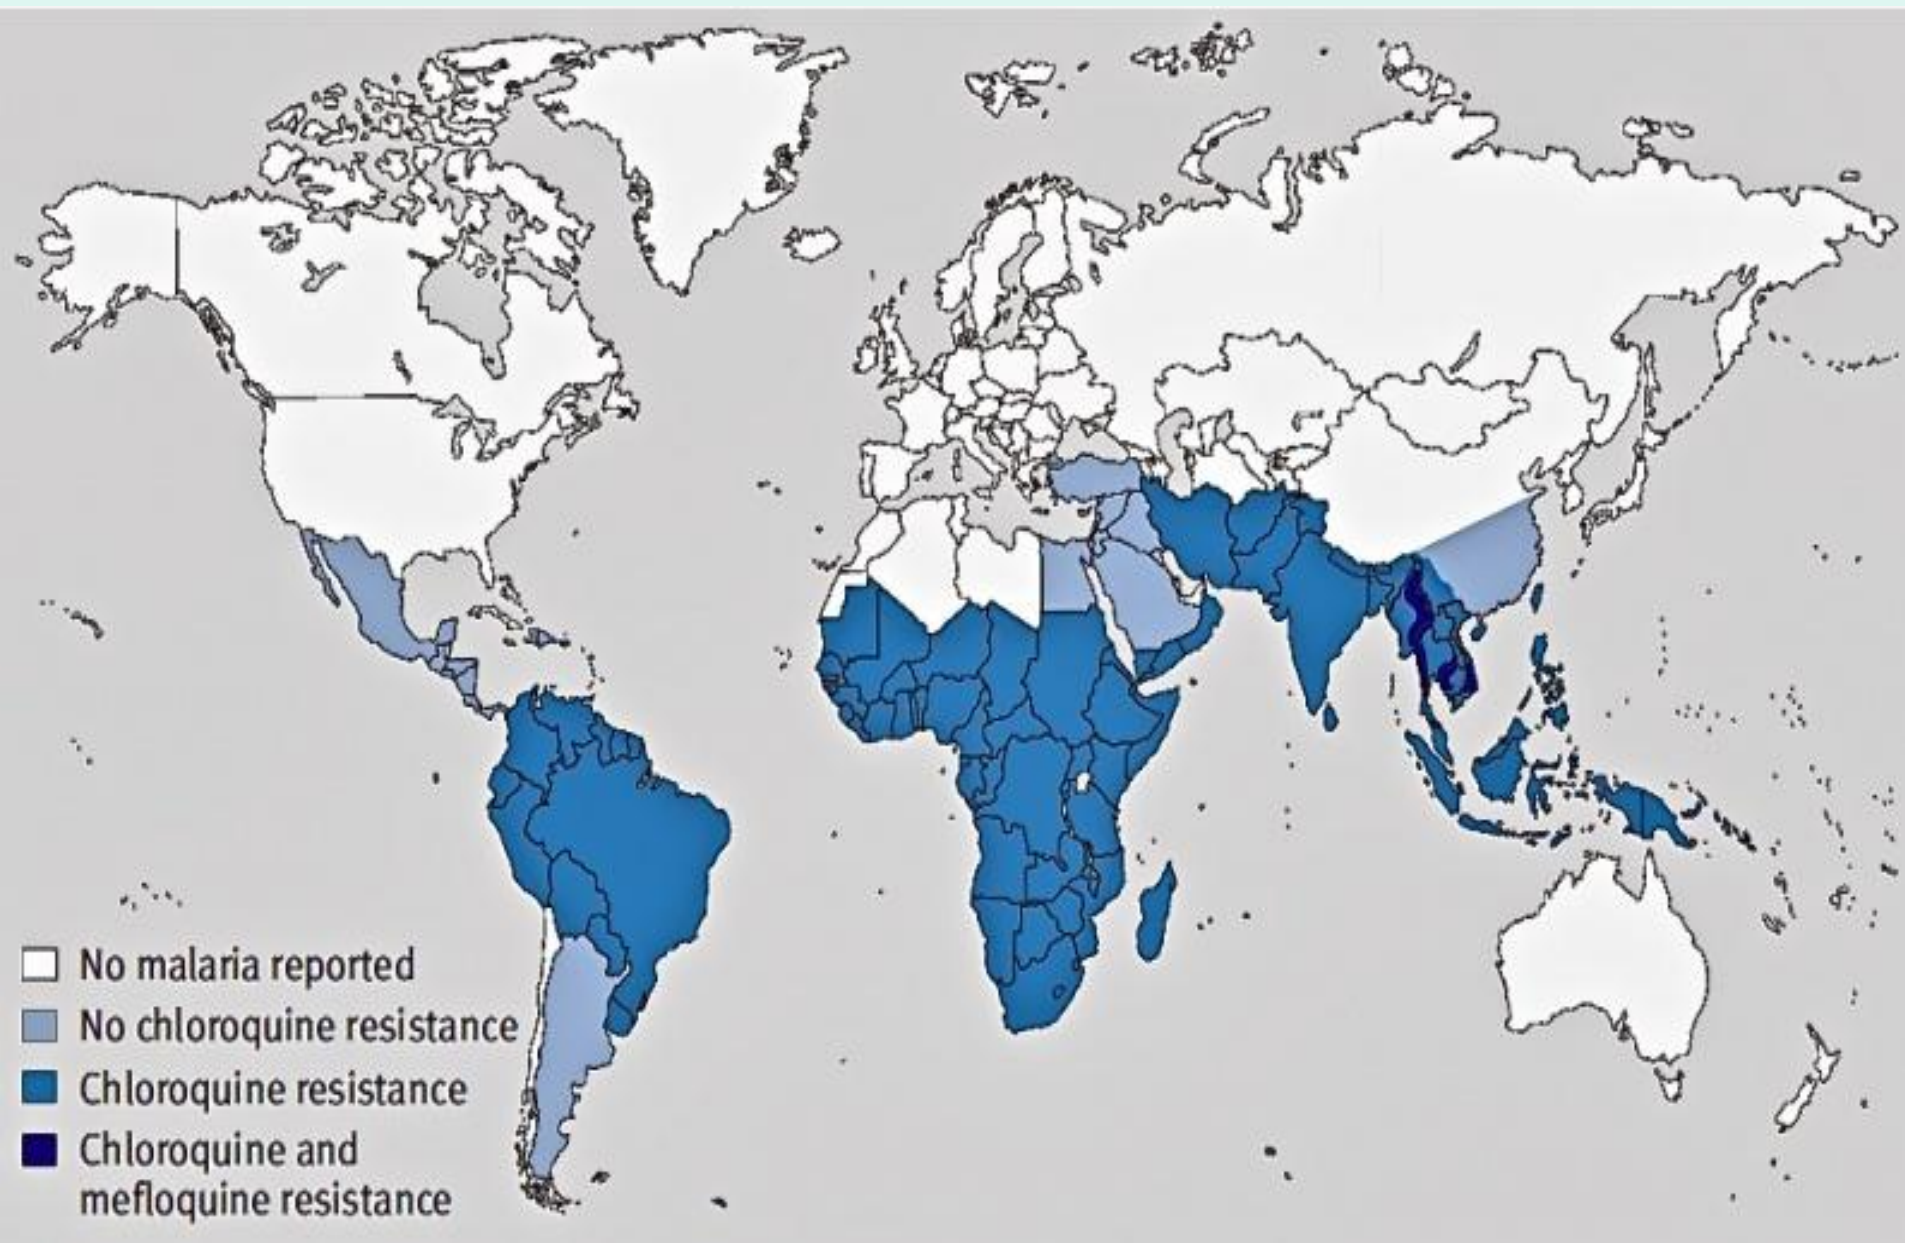 No malaria reported
No chloroquine resistance
Chloroquine resistance
Chloroquine and
mefloquine resistance